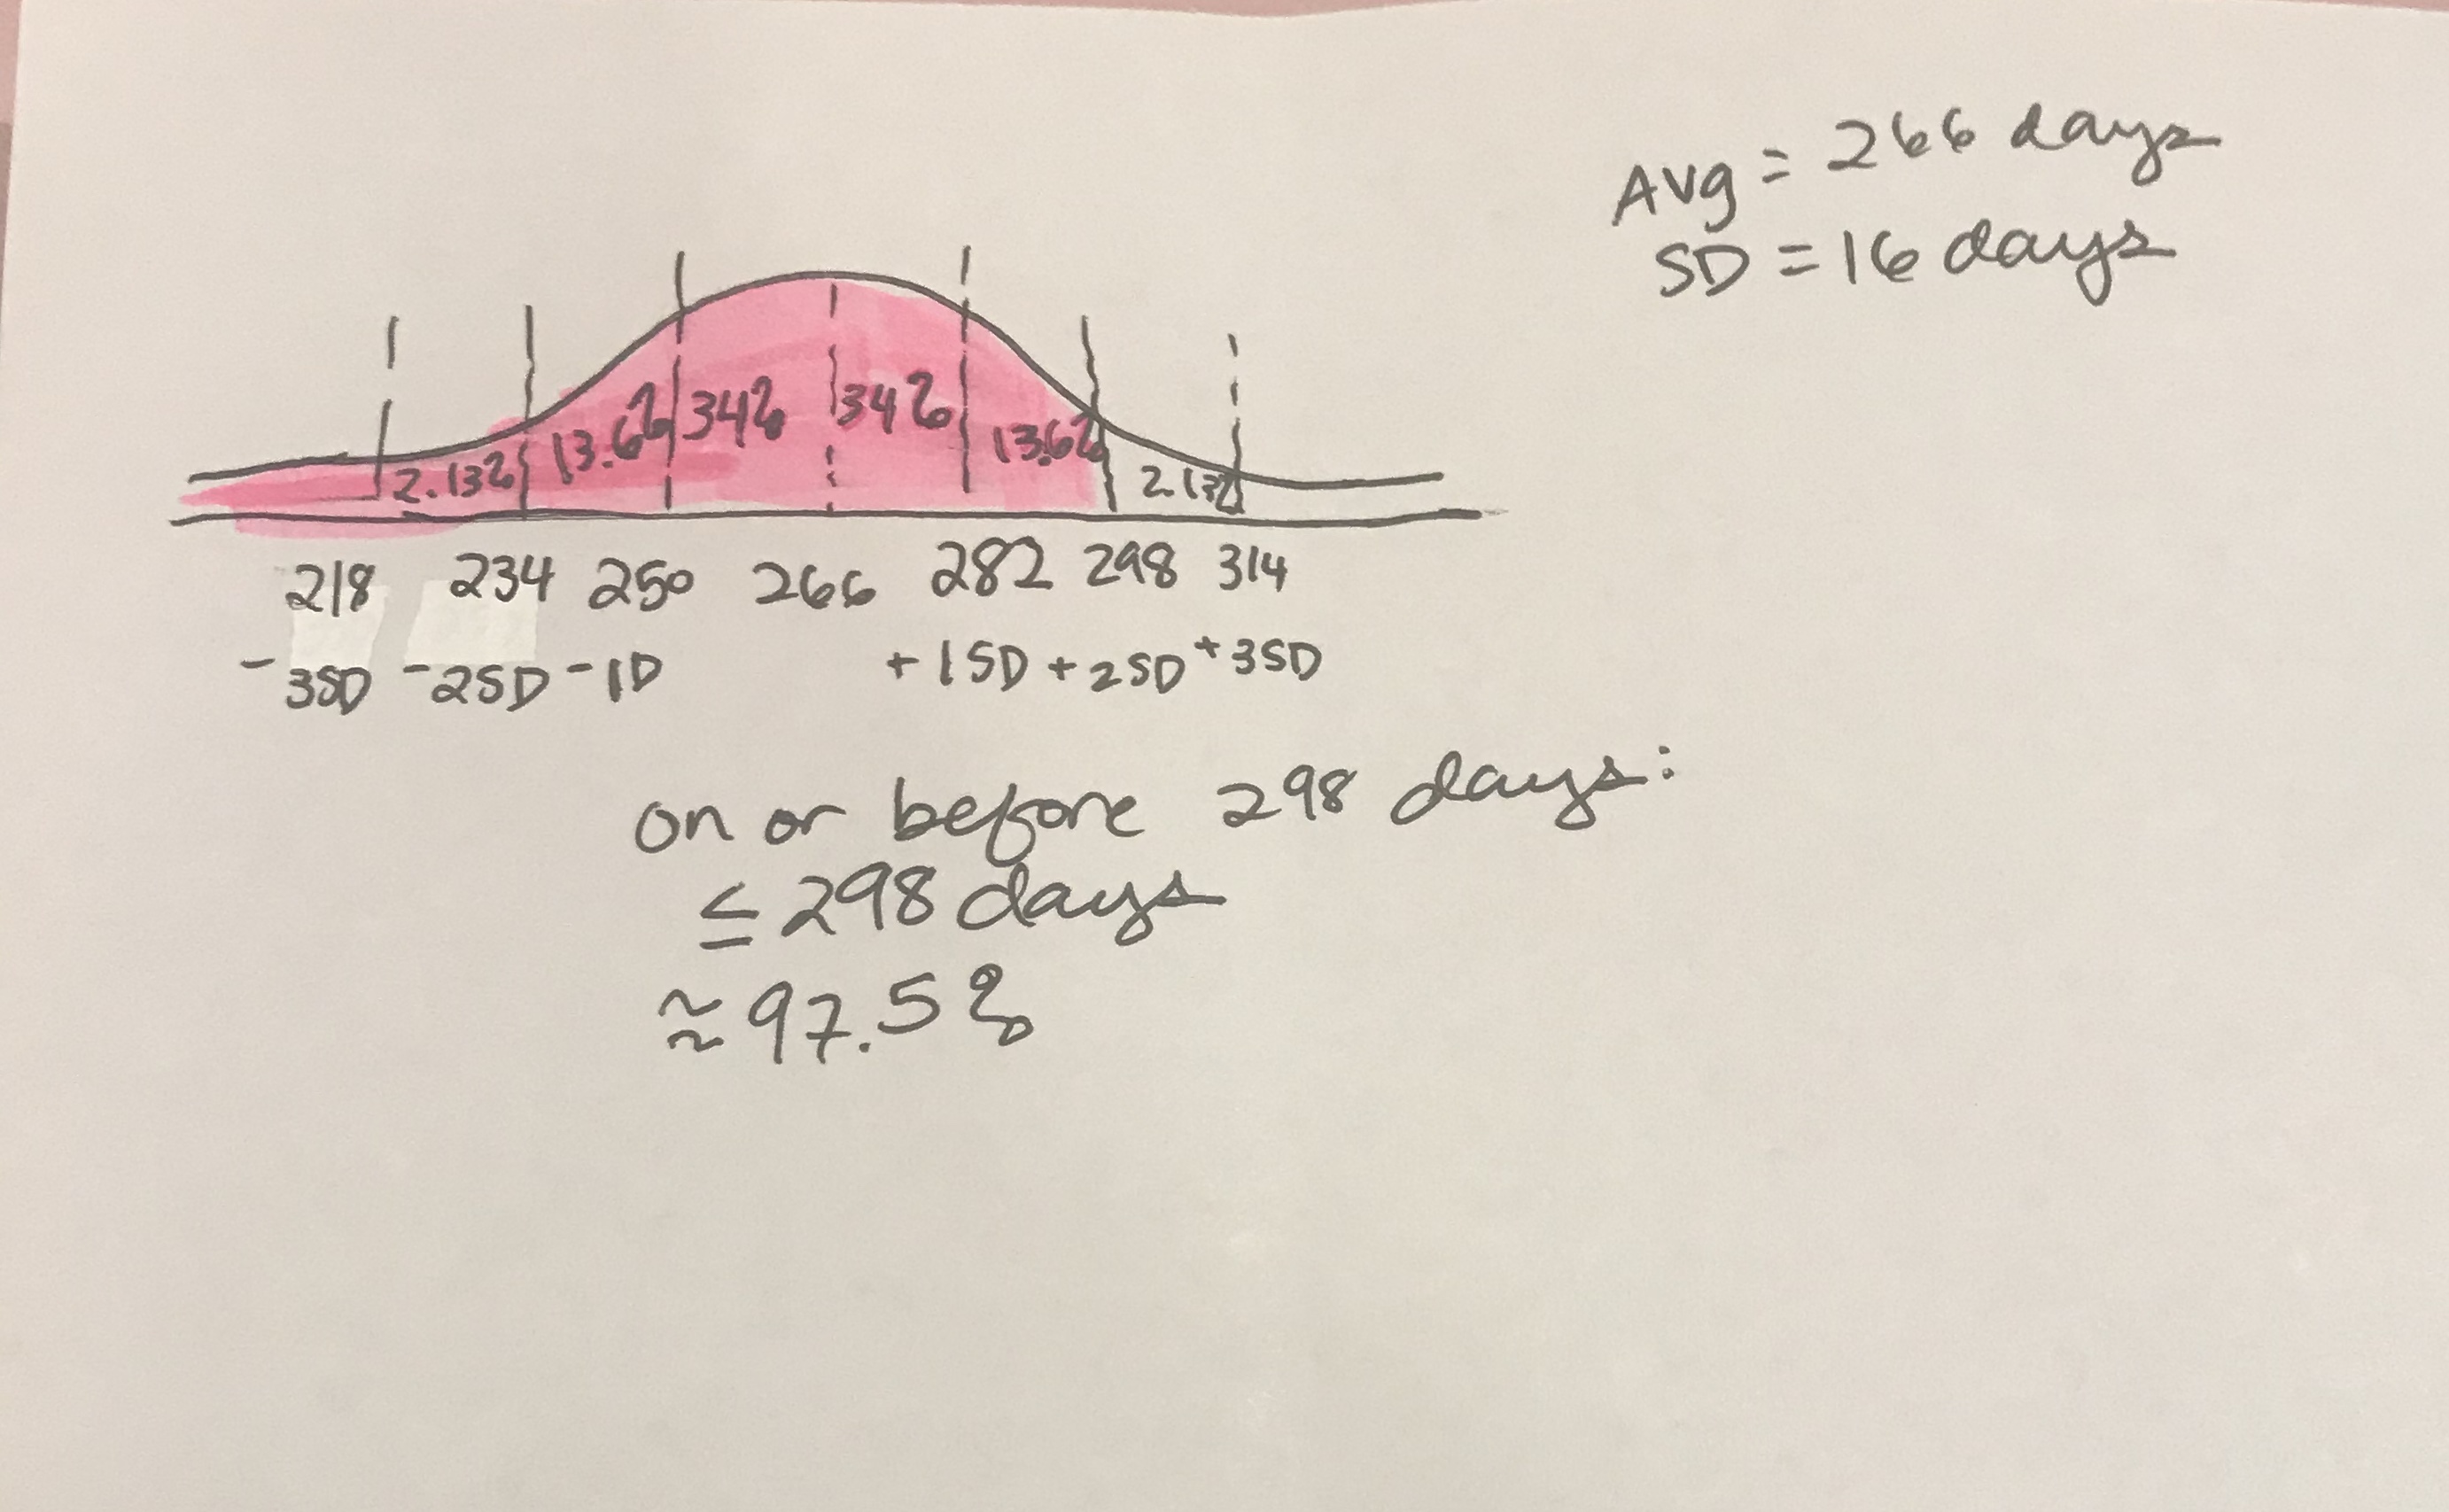 Avg = 266 days
SD = 16 days
2.13% 13.6% 34% 34% 13.6% 2.13%
218 234 250 266 282 298 314
-3SD -2SD -1D +1SD +2SD +3SD
on or before 298 days:
≤ 298 days
≈ 97.5%